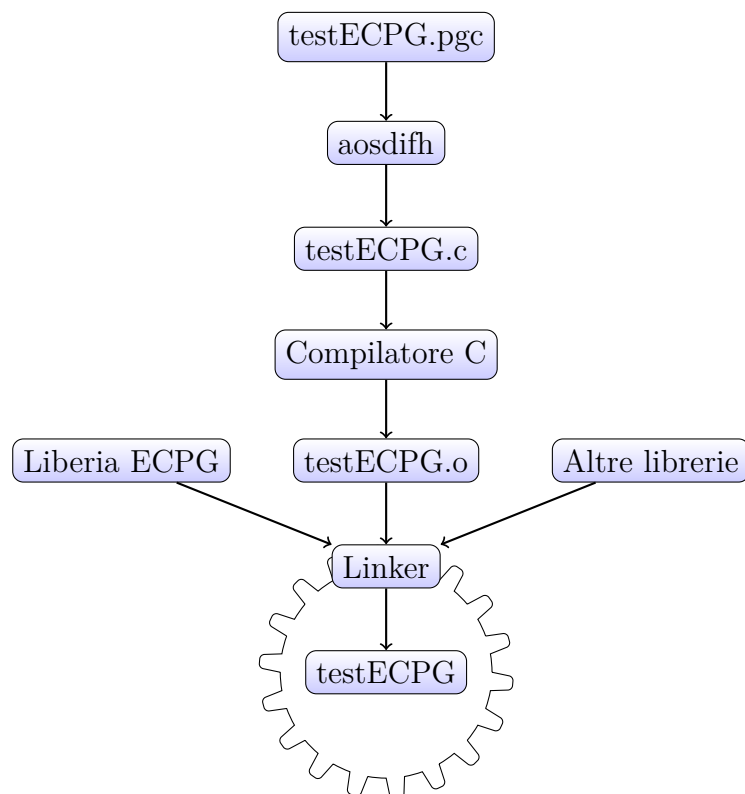 testECPG.pgc
aosdifh
testECPG.c
Compilatore C
Liberia ECPG
testECPG.o
Altre librerie
Linker
testECPG